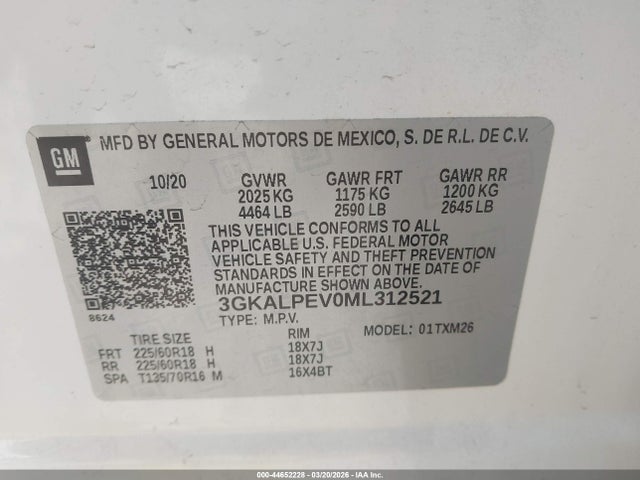 GM
MFD BY GENERAL MOTORS DE MEXICO, S. DE R.L. DE C.V.
10/20 GVWR GAWR FRT GAWR RR
2025 KG 1175 KG 1200 KG
4464 LB 2590 LB 2645 LB
THIS VEHICLE CONFORMS TO ALL
APPLICABLE U.S. FEDERAL MOTOR
VEHICLE SAFETY AND THEFT PREVENTION
STANDARDS IN EFFECT ON THE DATE OF
MANUFACTURE SHOWN ABOVE.
3GKALPEV0ML312521
8624
TYPE: M.P.V. MODEL: 01TXM26
TIRE SIZE RIM
FRT 225/60R18 H 18X7J
RR 225/60R18 H 18X7J
SPA T135/70R16 M 16X4BT
000-44652228 - 03/20/2026 - IAA Inc.